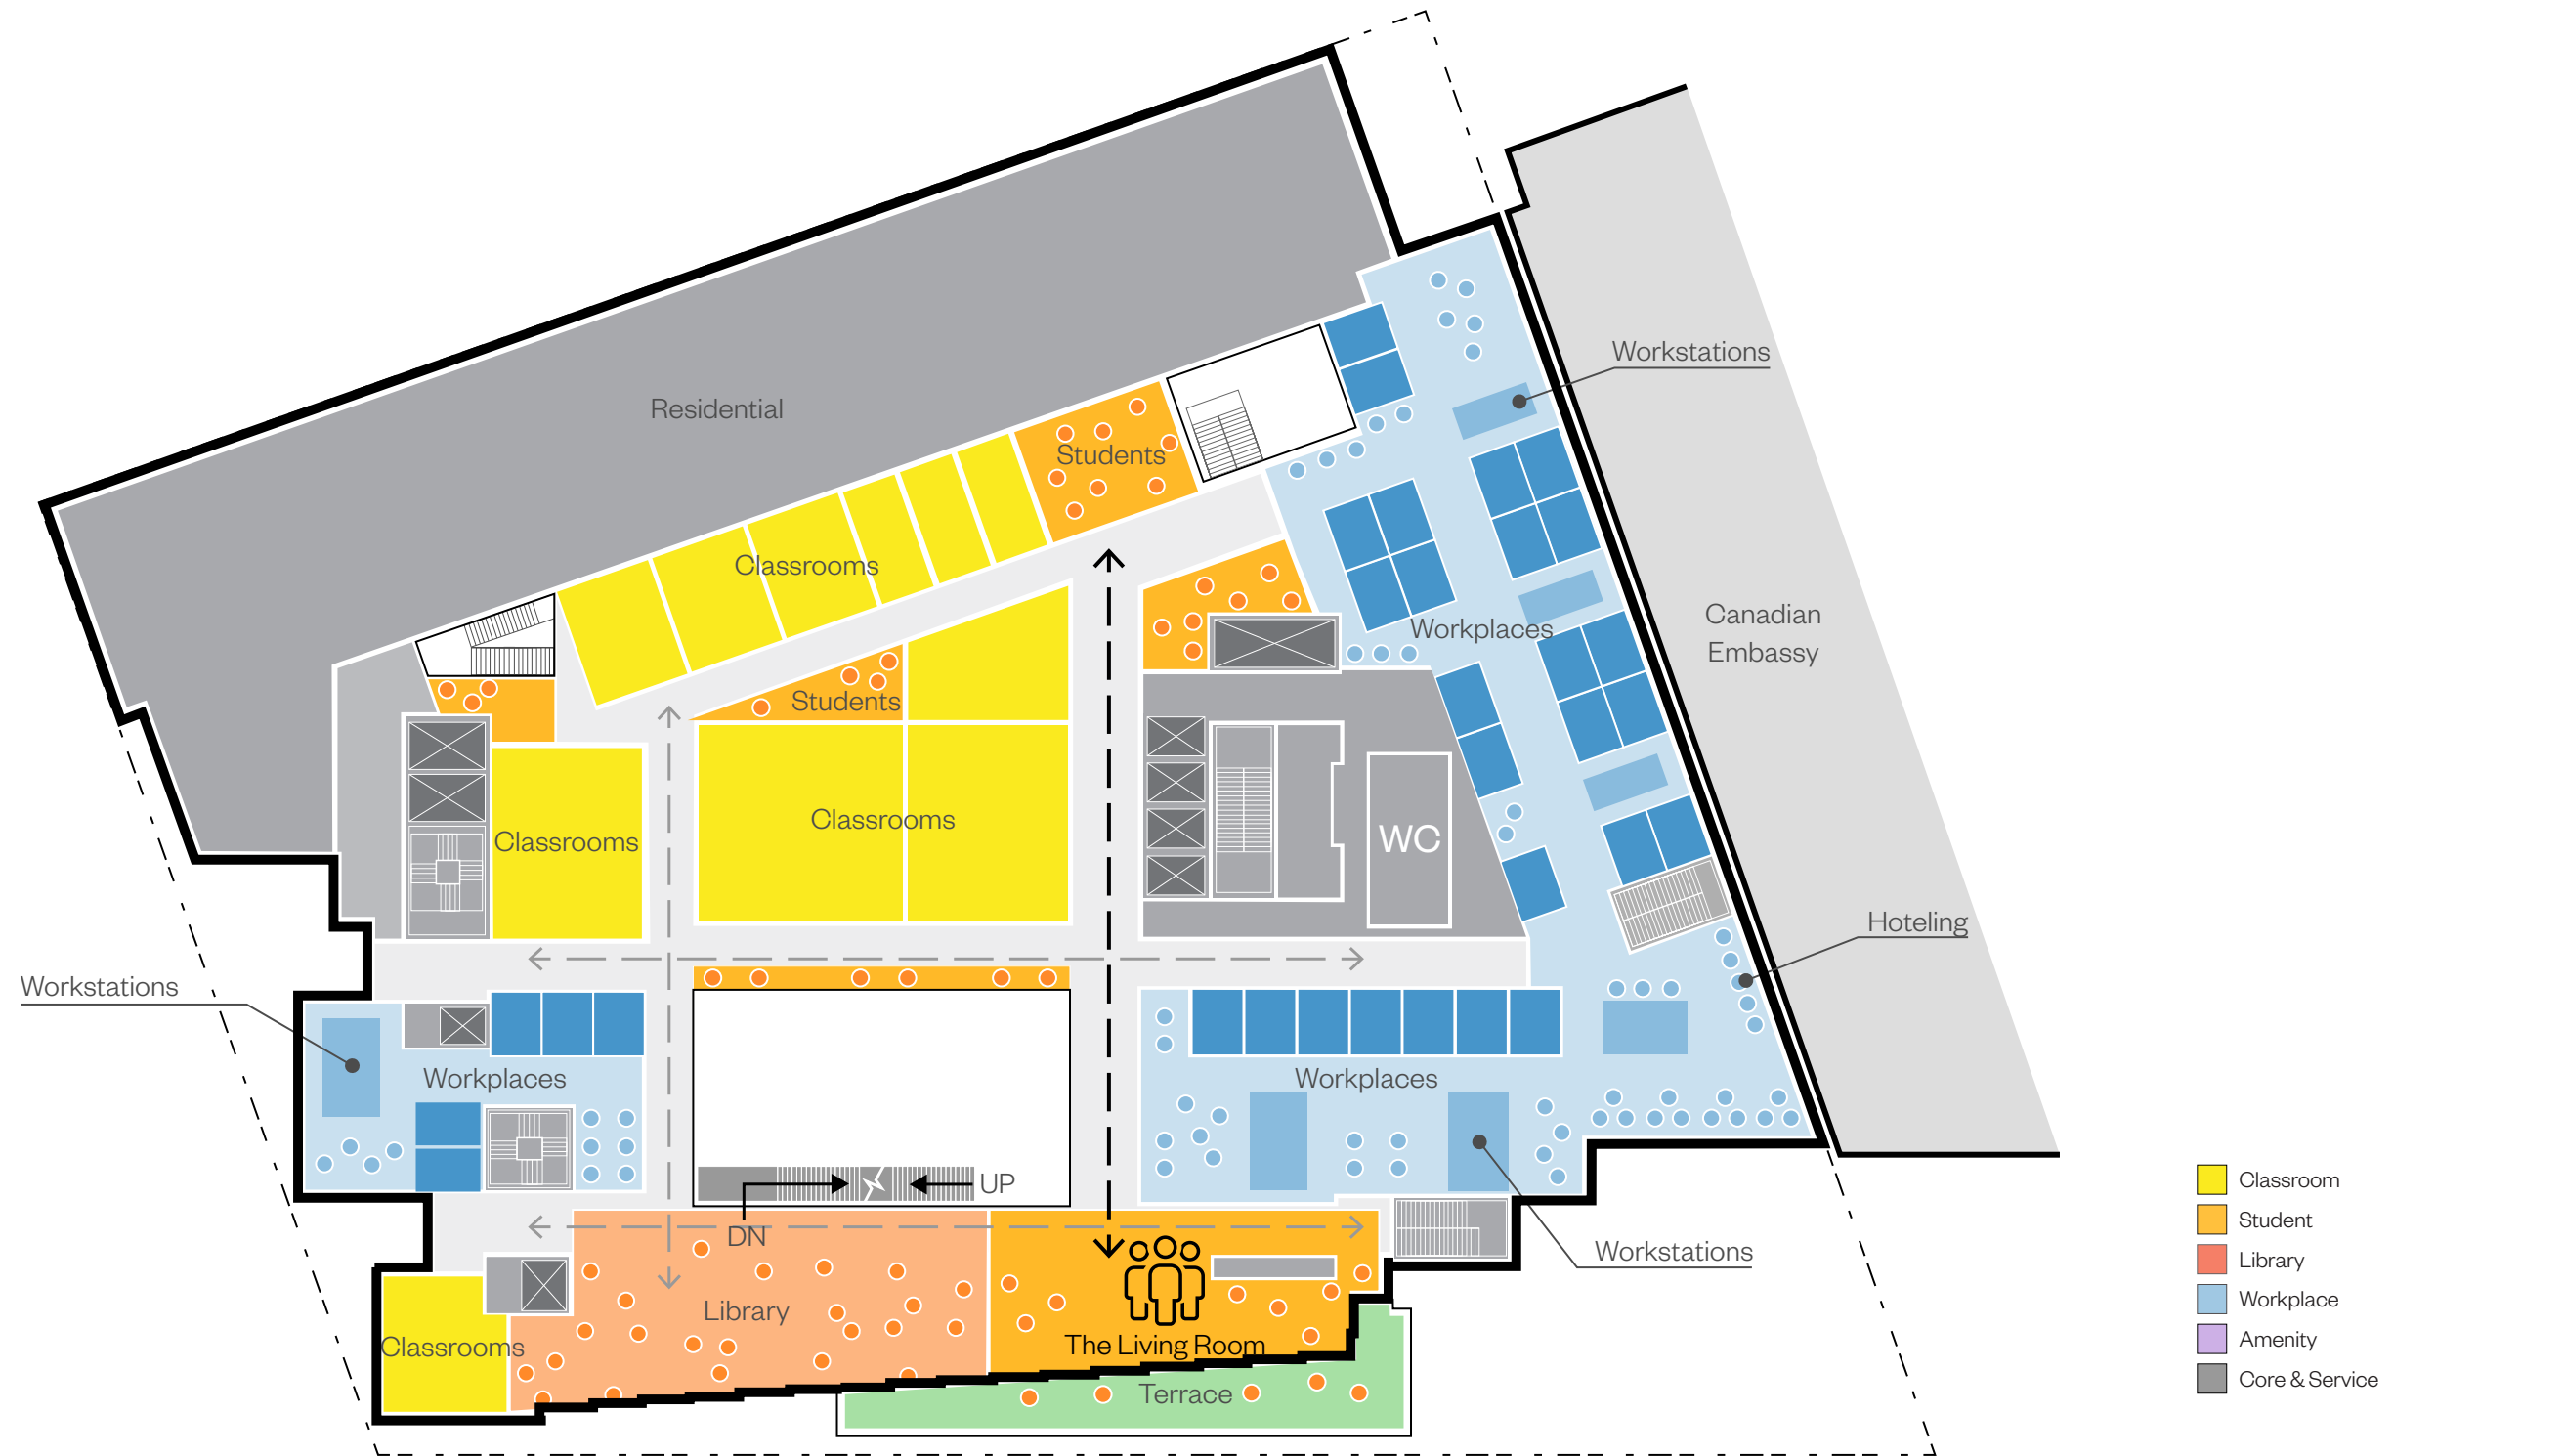 Workstations
Residential
Students
Classrooms
Canadian
Embassy
Workplaces
Students
Classrooms
WC
Classrooms
Hoteling
Workstations
Workplaces
Workplaces
UP
DN
Workstations
Library
The Living Room
Classrooms
Terrace
Classroom
Student
Library
Workplace
Amenity
Core & Service